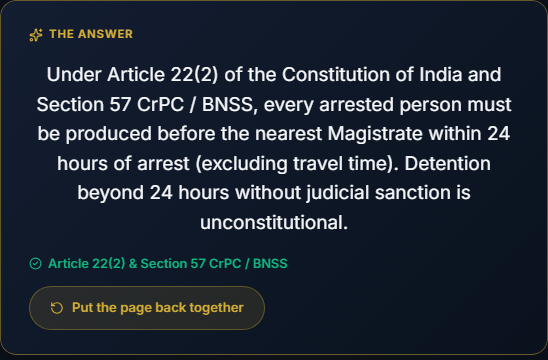 THE ANSWER
Under Article 22(2) of the Constitution of India and
Section 57 CrPC / BNSS, every arrested person must
be produced before the nearest Magistrate within 24
hours of arrest (excluding travel time). Detention
beyond 24 hours without judicial sanction is
unconstitutional.
Article 22(2) & Section 57 CrPC / BNSS
Put the page back together